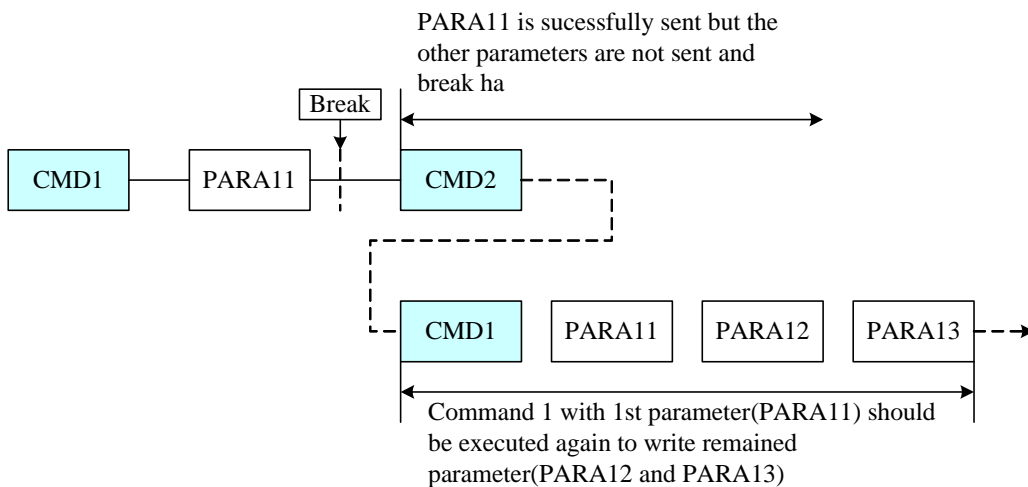 PARA11 is sucessfully sent but the
other parameters are not sent and
break ha
Break
CMD1
PARA11
CMD2
CMD1
PARA11
PARA12
PARA13
Command 1 with 1st parameter(PARA11) should
be executed again to write remained
parameter(PARA12 and PARA13)